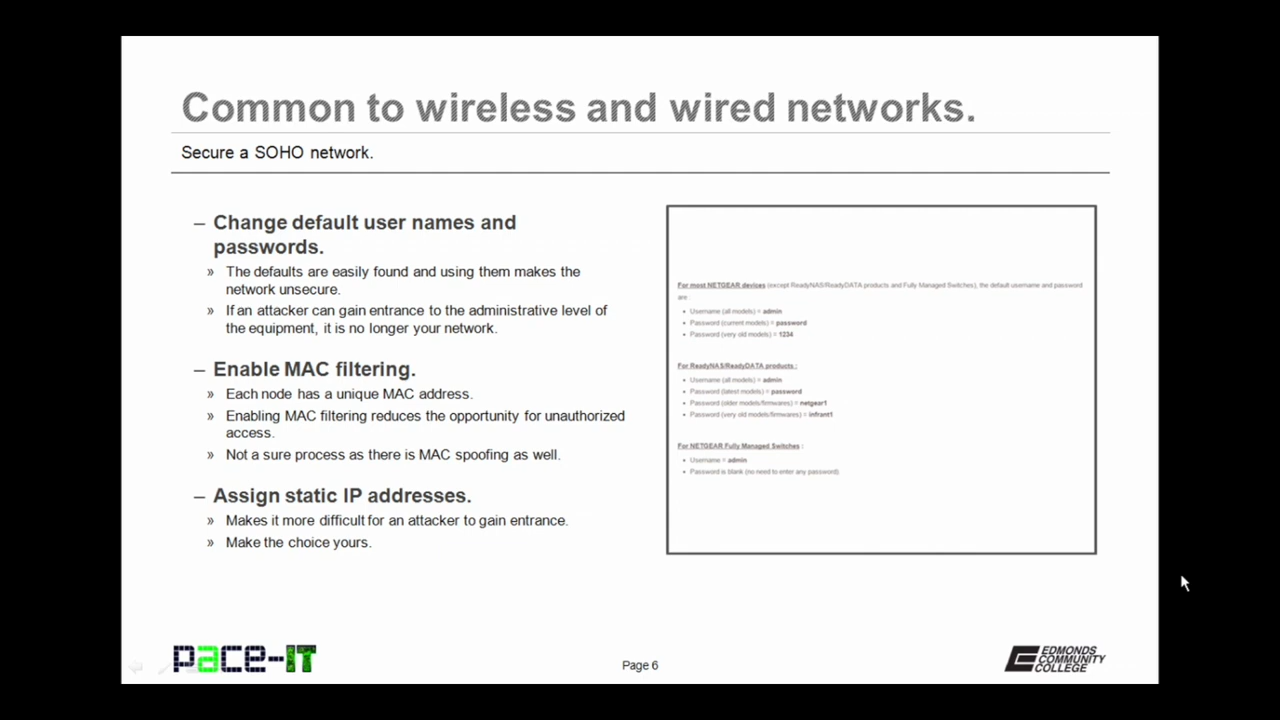 Common to wireless and wired networks.
Secure a SOHO network.
– Change default user names and
passwords.
» The defaults are easily found and using them makes the
network unsecure.
» If an attacker can gain entrance to the administrative level of
the equipment, it is no longer your network.
– Enable MAC filtering.
» Each node has a unique MAC address.
» Enabling MAC filtering reduces the opportunity for unauthorized
access.
» Not a sure process as there is MAC spoofing as well.
– Assign static IP addresses.
» Makes it more difficult for an attacker to gain entrance.
» Make the choice yours.
For most NETGEAR devices (except ReadyNAS/ReadyDATA products and Fully Managed Switches), the default username and password
are:
• Username (all models) = admin
• Password (current models) = password
• Password (very old models) = 1234
For ReadyNAS/ReadyDATA products :
• Username (all models) = admin
• Password (latest models) = password
• Password (older models/firmwares) = netgear1
• Password (very old models/firmwares) = infrant1
For NETGEAR Fully Managed Switches :
• Username = admin
• Password is blank (no need to enter any password)
pace-IT
Page 6
EDMONDS
COMMUNITY
COLLEGE